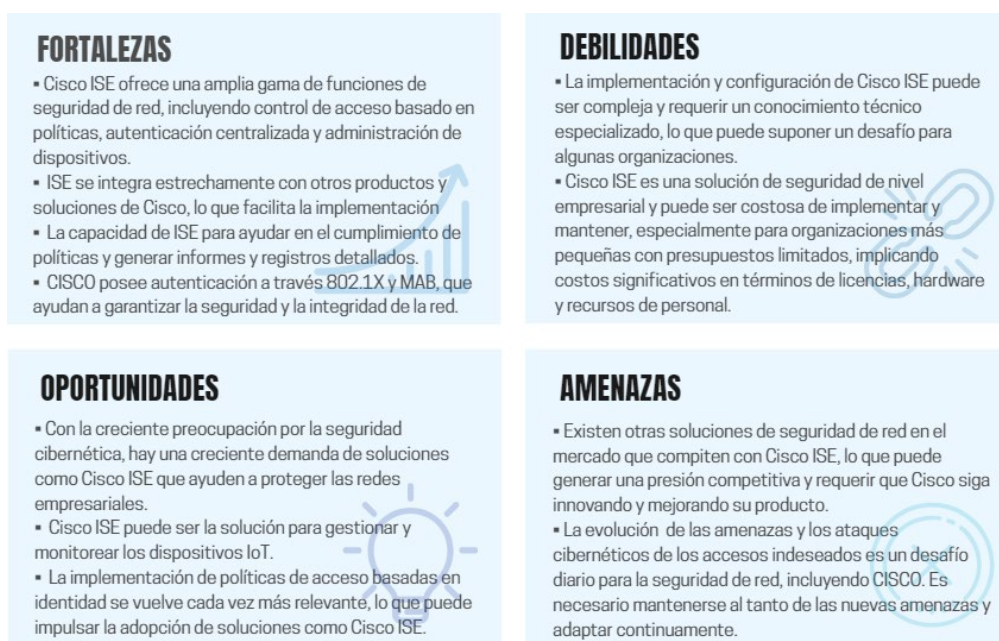 FORTALEZAS
▪ Cisco ISE ofrece una amplia gama de funciones de
seguridad de red, incluyendo control de acceso basado en
políticas, autenticación centralizada y administración de
dispositivos.
▪ ISE se integra estrechamente con otros productos y
soluciones de Cisco, lo que facilita la implementación
▪ La capacidad de ISE para ayudar en el cumplimiento de
políticas y generar informes y registros detallados.
▪ CISCO posee autenticación a través 802.1X y MAB, que
ayudan a garantizar la seguridad y la integridad de la red.
DEBILIDADES
▪ La implementación y configuración de Cisco ISE puede
ser compleja y requerir un conocimiento técnico
especializado, lo que puede suponer un desafío para
algunas organizaciones.
▪ Cisco ISE es una solución de seguridad de nivel
empresarial y puede ser costosa de implementar y
mantener, especialmente para organizaciones más
pequeñas con presupuestos limitados, implicando
costos significativos en términos de licencias, hardware
y recursos de personal.
OPORTUNIDADES
▪ Con la creciente preocupación por la seguridad
cibernética, hay una creciente demanda de soluciones
como Cisco ISE que ayuden a proteger las redes
empresariales.
▪ Cisco ISE puede ser la solución para gestionar y
monitorear los dispositivos IoT.
▪ La implementación de políticas de acceso basadas en
identidad se vuelve cada vez más relevante, lo que puede
impulsar la adopción de soluciones como Cisco ISE.
AMENAZAS
▪ Existen otras soluciones de seguridad de red en el
mercado que compiten con Cisco ISE, lo que puede
generar una presión competitiva y requerir que Cisco siga
innovando y mejorando su producto.
▪ La evolución de las amenazas y los ataques
cibernéticos de los accesos indeseados es un desafío
diario para la seguridad de red, incluyendo CISCO. Es
necesario mantenerse al tanto de las nuevas amenazas y
adaptar continuamente.